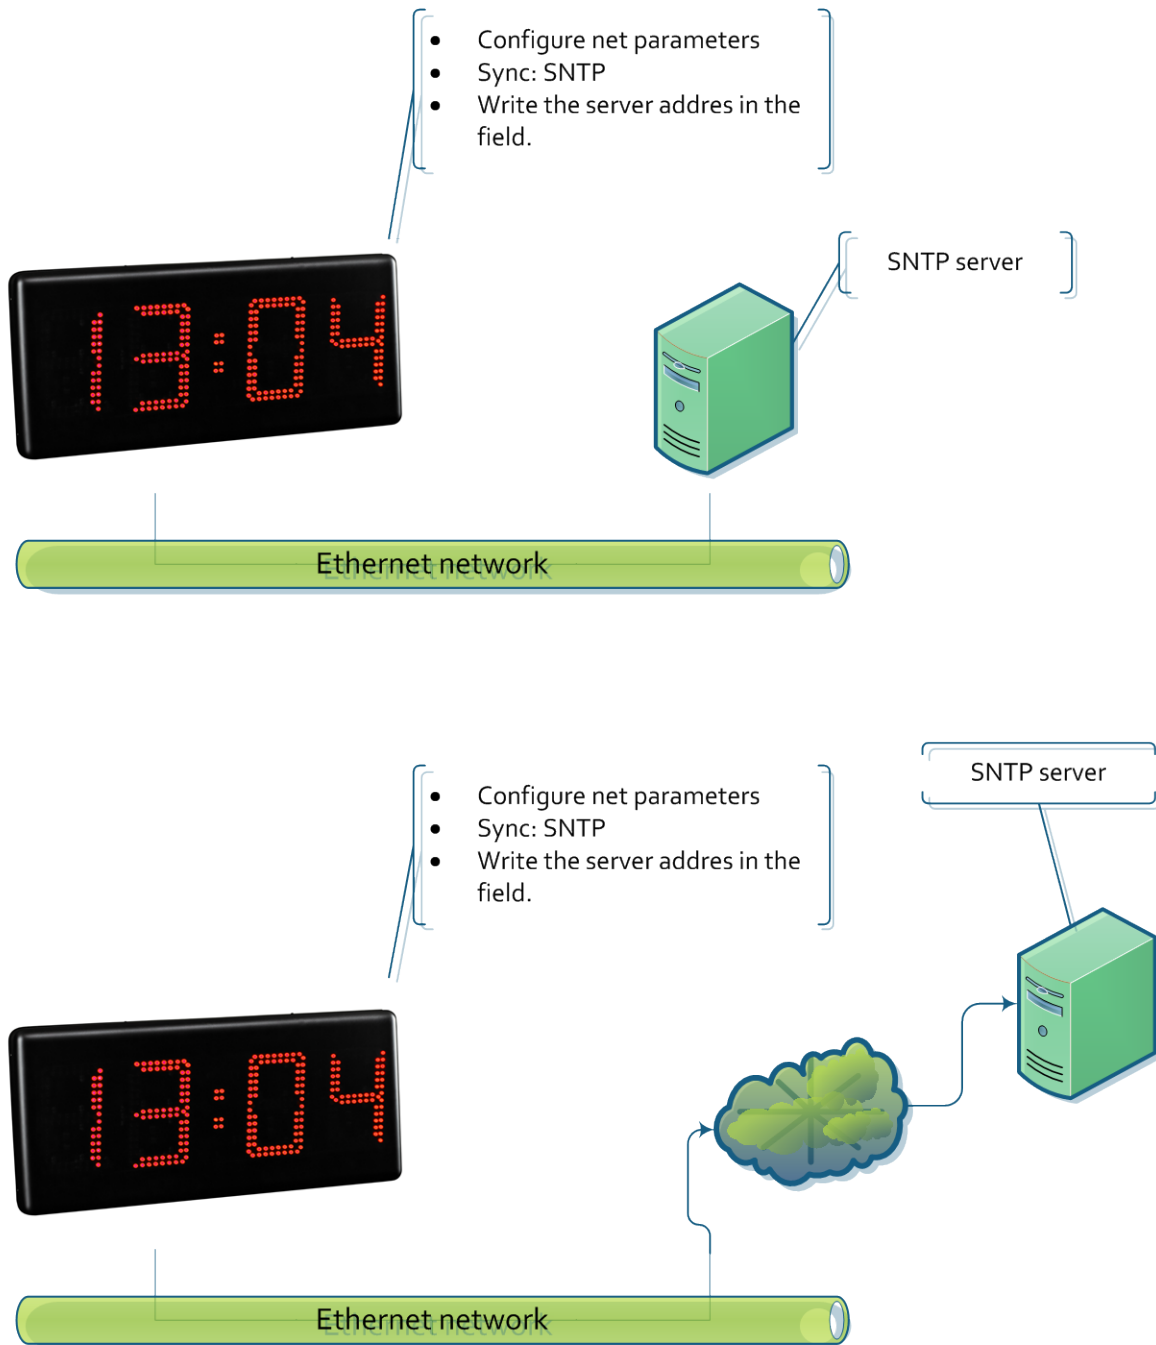 • Configure net parameters
• Sync: SNTP
• Write the server addres in the
field.
SNTP server
13:04
Ethernet network
SNTP server
• Configure net parameters
• Sync: SNTP
• Write the server addres in the
field.
13:04
Ethernet network